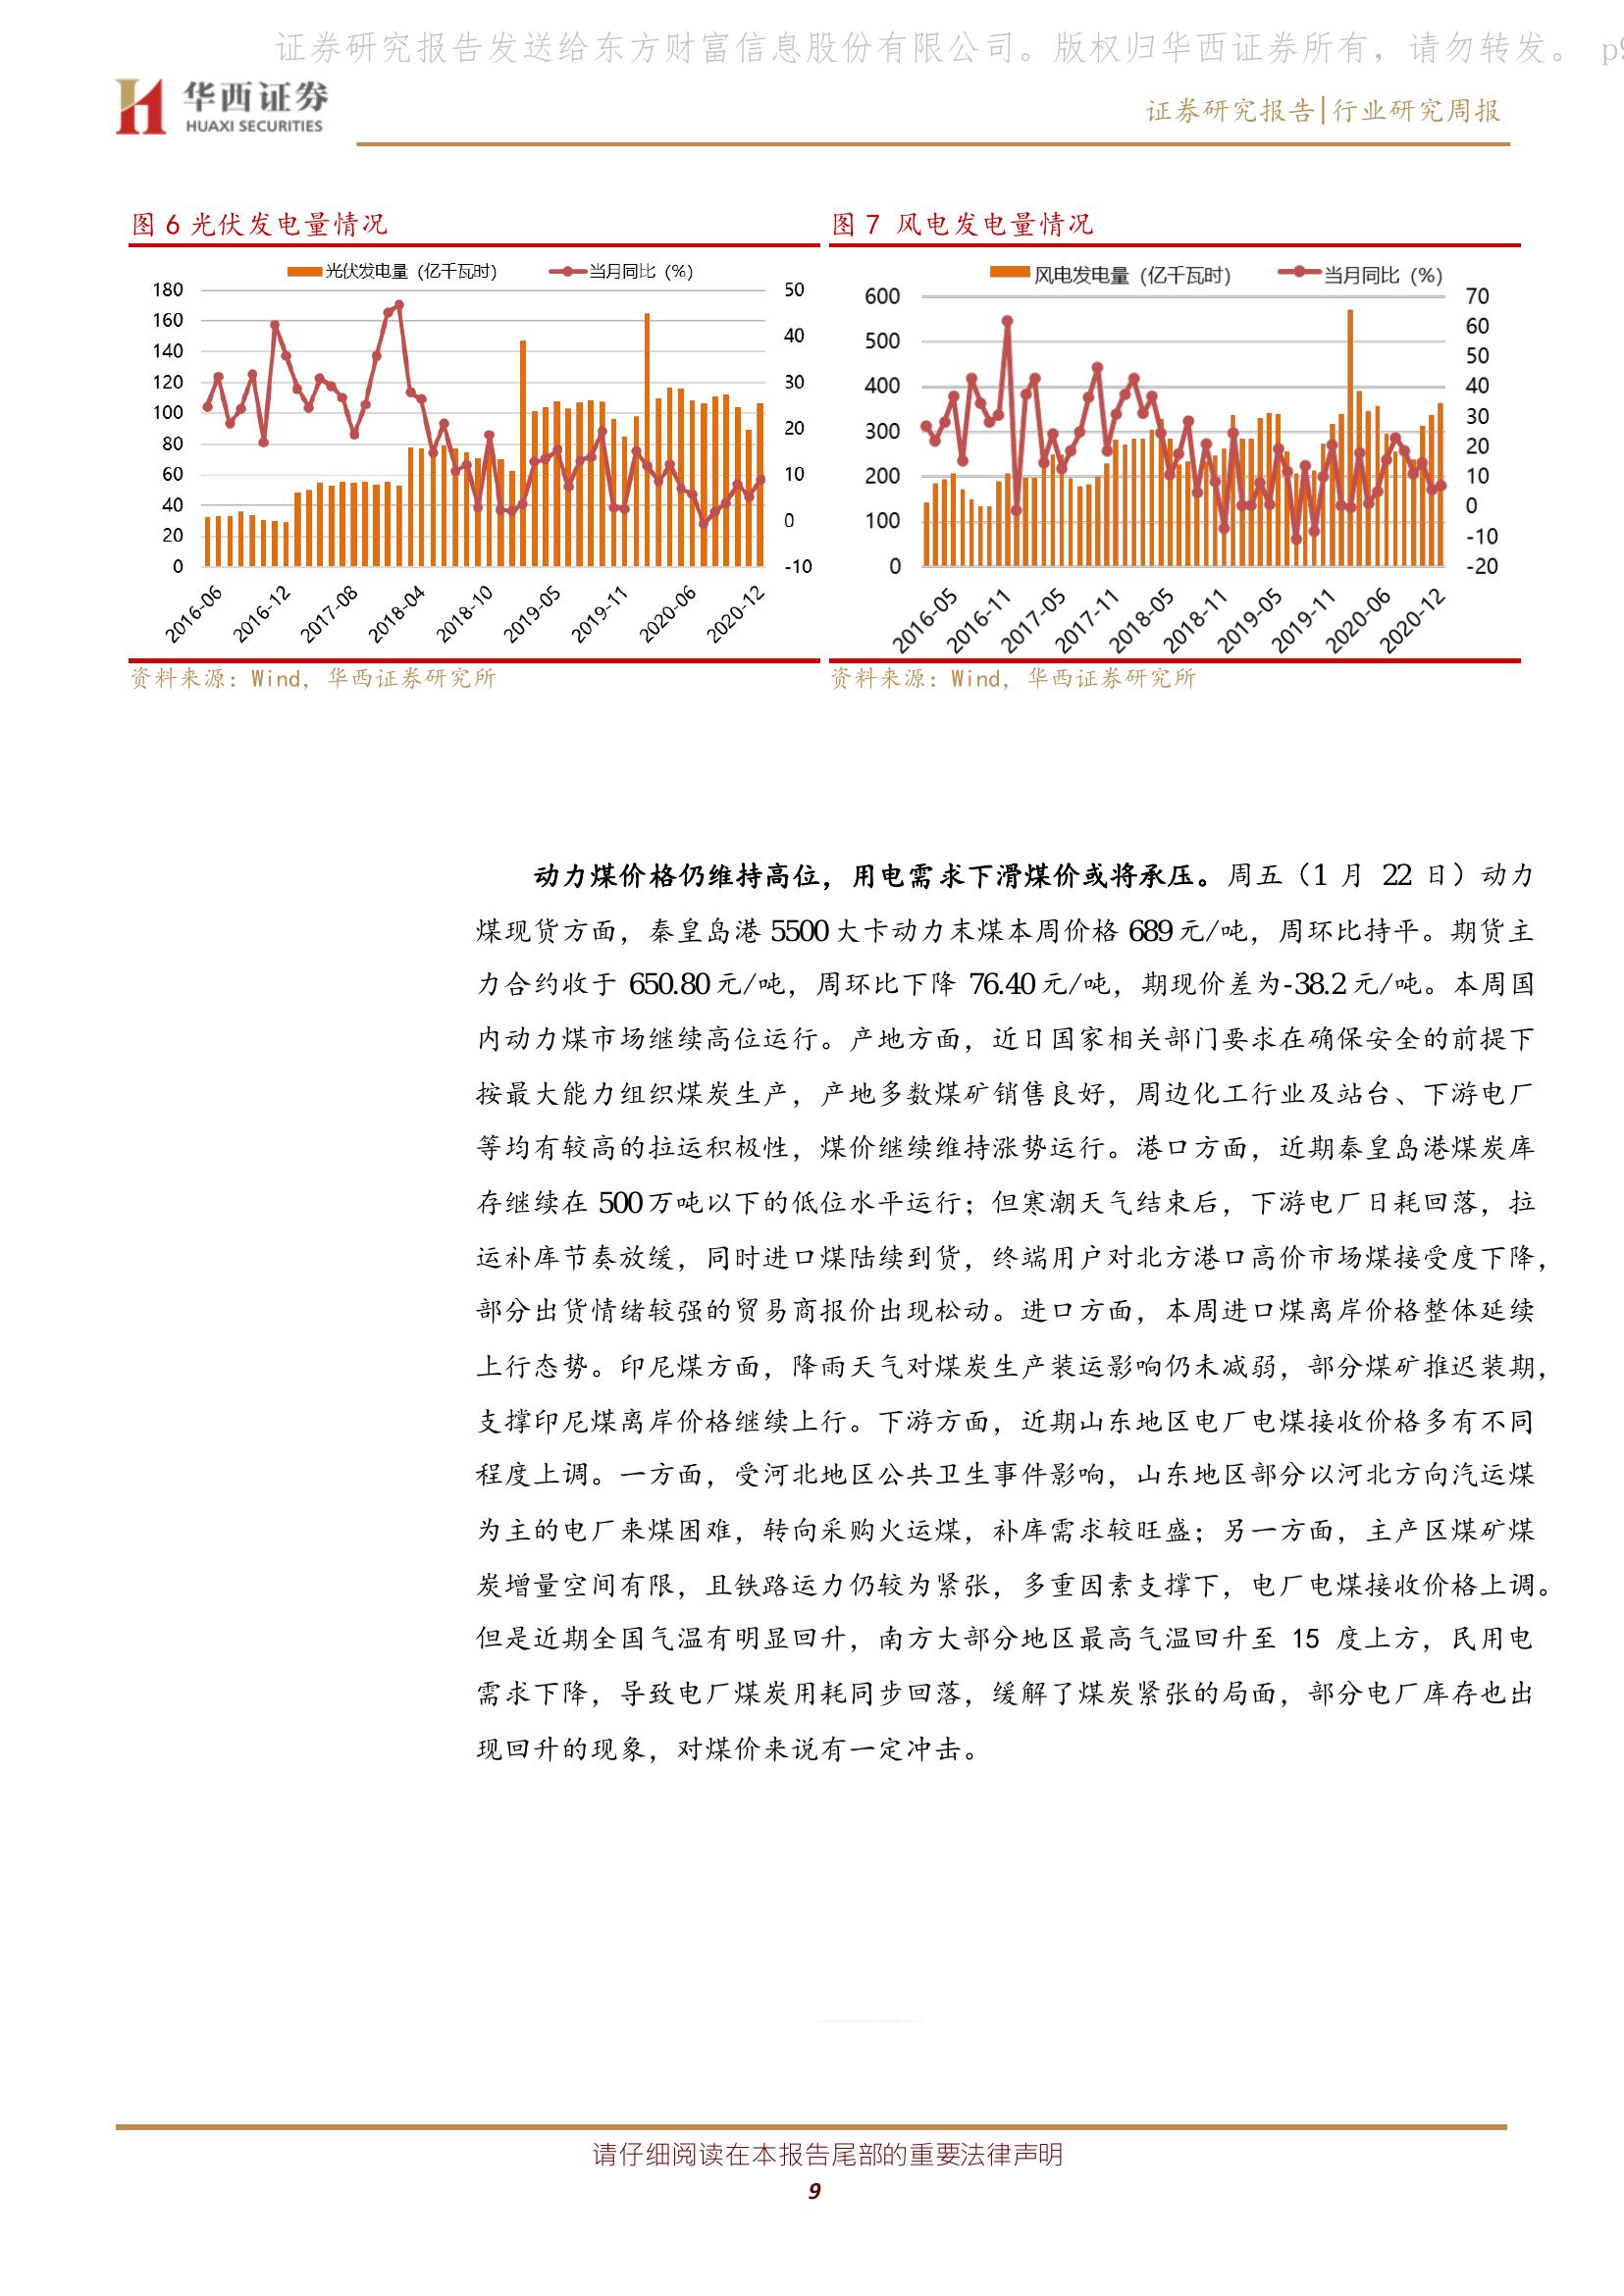 证券研究报告发送给东方财富信息股份有限公司。版权归华西证券所有，请勿转发。 p9
华西证券
HUAXI SECURITIES
证券研究报告|行业研究周报
图 6 光伏发电量情况
光伏发电量（亿千瓦时）
当月同比（%）
180
160
140
120
100
80
60
40
20
0
50
40
30
20
10
0
-10
2016-06
2016-12
2017-08
2018-04
2018-10
2019-05
2019-11
2020-06
2020-12
资料来源：Wind，华西证券研究所
图 7 风电发电量情况
风电发电量（亿千瓦时）
当月同比（%）
600
500
400
300
200
100
0
70
60
50
40
30
20
10
0
-10
-20
2016-05
2016-11
2017-05
2017-11
2018-05
2018-11
2019-05
2019-11
2020-06
2020-12
资料来源：Wind，华西证券研究所
动力煤价格仍维持高位，用电需求下滑煤价或将承压。周五（1 月 22 日）动力
煤现货方面，秦皇岛港 5500 大卡动力末煤本周价格 689 元/吨，周环比持平。期货主
力合约收于 650.80 元/吨，周环比下降 76.40 元/吨，期现价差为-38.2 元/吨。本周国
内动力煤市场继续高位运行。产地方面，近日国家相关部门要求在确保安全的前提下
按最大能力组织煤炭生产，产地多数煤矿销售良好，周边化工行业及站台、下游电厂
等均有较高的拉运积极性，煤价继续维持涨势运行。港口方面，近期秦皇岛港煤炭库
存继续在 500 万吨以下的低位水平运行；但寒潮天气结束后，下游电厂日耗回落，拉
运补库节奏放缓，同时进口煤陆续到货，终端用户对北方港口高价市场煤接受度下降，
部分出货情绪较强的贸易商报价出现松动。进口方面，本周进口煤离岸价格整体延续
上行态势。印尼煤方面，降雨天气对煤炭生产装运影响仍未减弱，部分煤矿推迟装期，
支撑印尼煤离岸价格继续上行。下游方面，近期山东地区电厂电煤接收价格多有不同
程度上调。一方面，受河北地区公共卫生事件影响，山东地区部分以河北方向汽运煤
为主的电厂来煤困难，转向采购火运煤，补库需求较旺盛；另一方面，主产区煤矿煤
炭增量空间有限，且铁路运力仍较为紧张，多重因素支撑下，电厂电煤接收价格上调。
但是近期全国气温有明显回升，南方大部分地区最高气温回升至 15 度上方，民用电
需求下降，导致电厂煤炭用耗同步回落，缓解了煤炭紧张的局面，部分电厂库存也出
现回升的现象，对煤价来说有一定冲击。
请仔细阅读在本报告尾部的重要法律声明
9